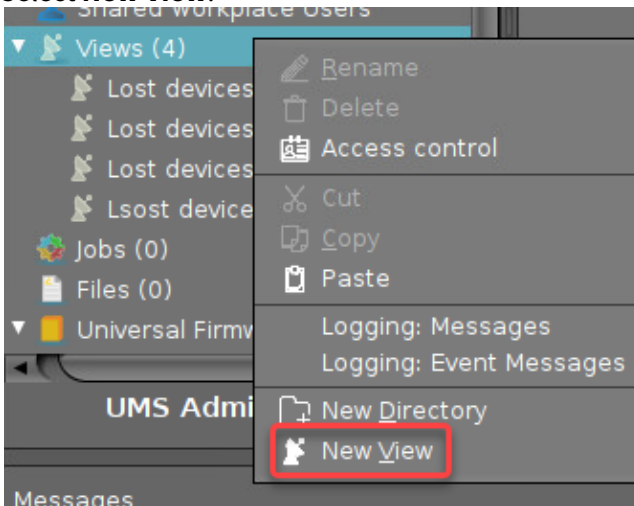 Shared Workplace Users
Views (4)
Lost devices
Lost devices
Lost devices
Lsost device
Jobs (0)
Files (0)
Universal Firmw
UMS Admi
Messages
Rename
Delete
Access control
Cut
Copy
Paste
Logging: Messages
Logging: Event Messages
New Directory
New View